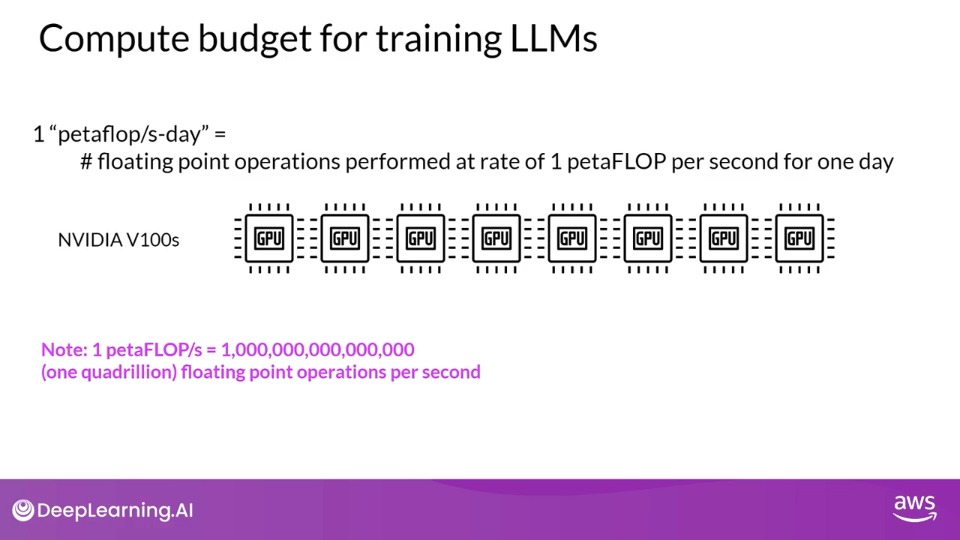 Compute budget for training LLMs
1 “petaflop/s-day” =
# floating point operations performed at rate of 1 petaFLOP per second for one day
NVIDIA V100s
GPU GPU GPU GPU GPU GPU GPU GPU
Note: 1 petaFLOP/s = 1,000,000,000,000,000
(one quadrillion) floating point operations per second
DeepLearning.AI
aws